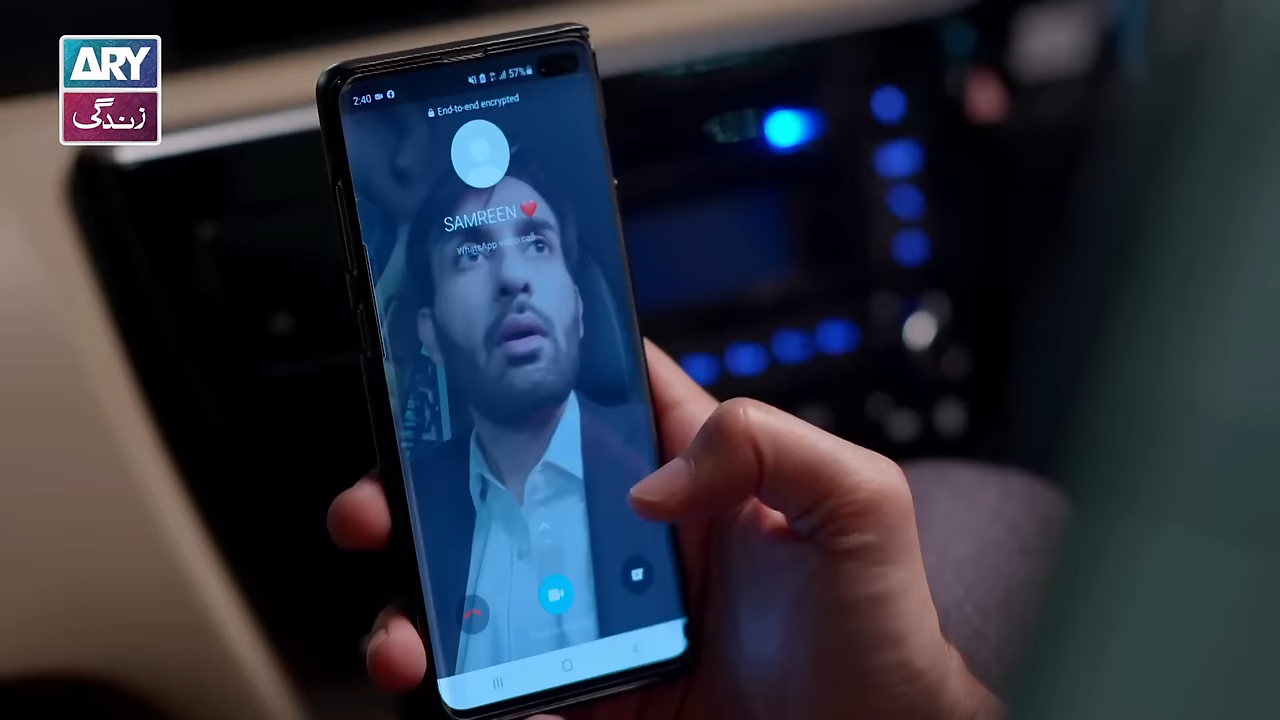 ARY
زندگی
2:40
57%
End-to-end encrypted
SAMREEN ❤️
WhatsApp video call